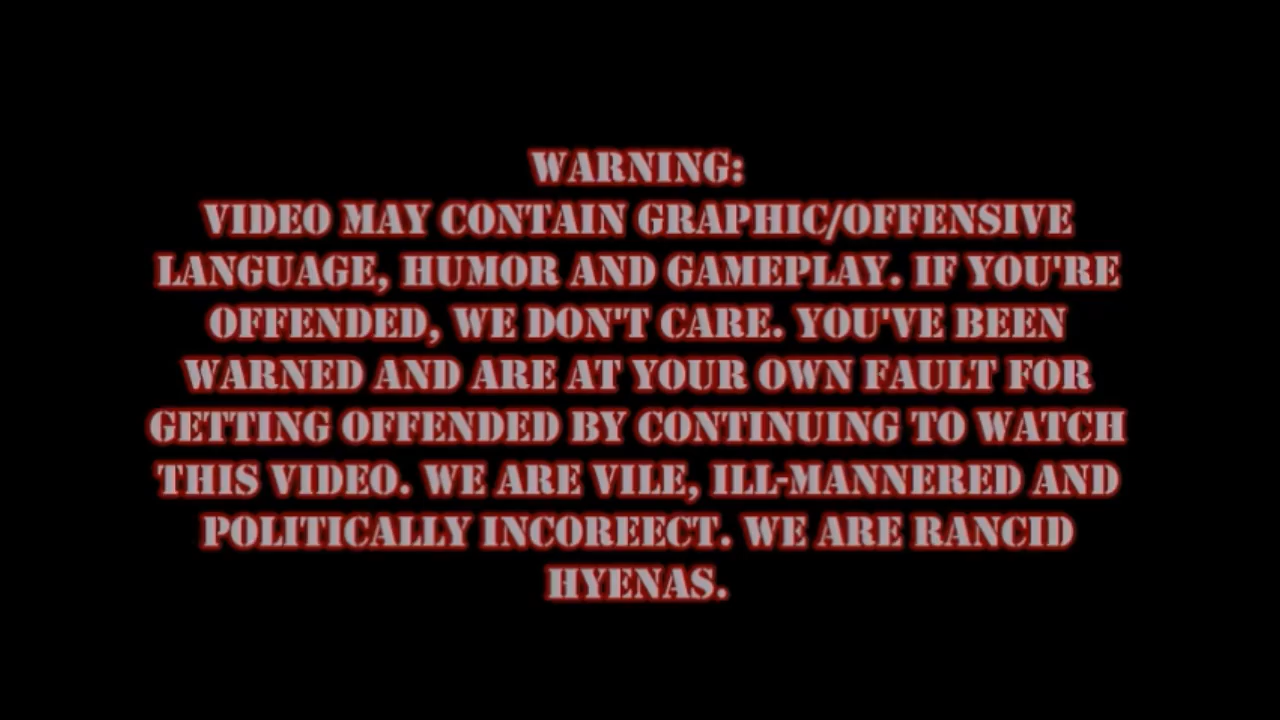 WARNING:
VIDEO MAY CONTAIN GRAPHIC/OFFENSIVE
LANGUAGE, HUMOR AND GAMEPLAY. IF YOU'RE
OFFENDED, WE DON'T CARE. YOU'VE BEEN
WARNED AND ARE AT YOUR OWN FAULT FOR
GETTING OFFENDED BY CONTINUING TO WATCH
THIS VIDEO. WE ARE VILE, ILL-MANNERED AND
POLITICALLY INCOREECT. WE ARE RANCID
HYENAS.